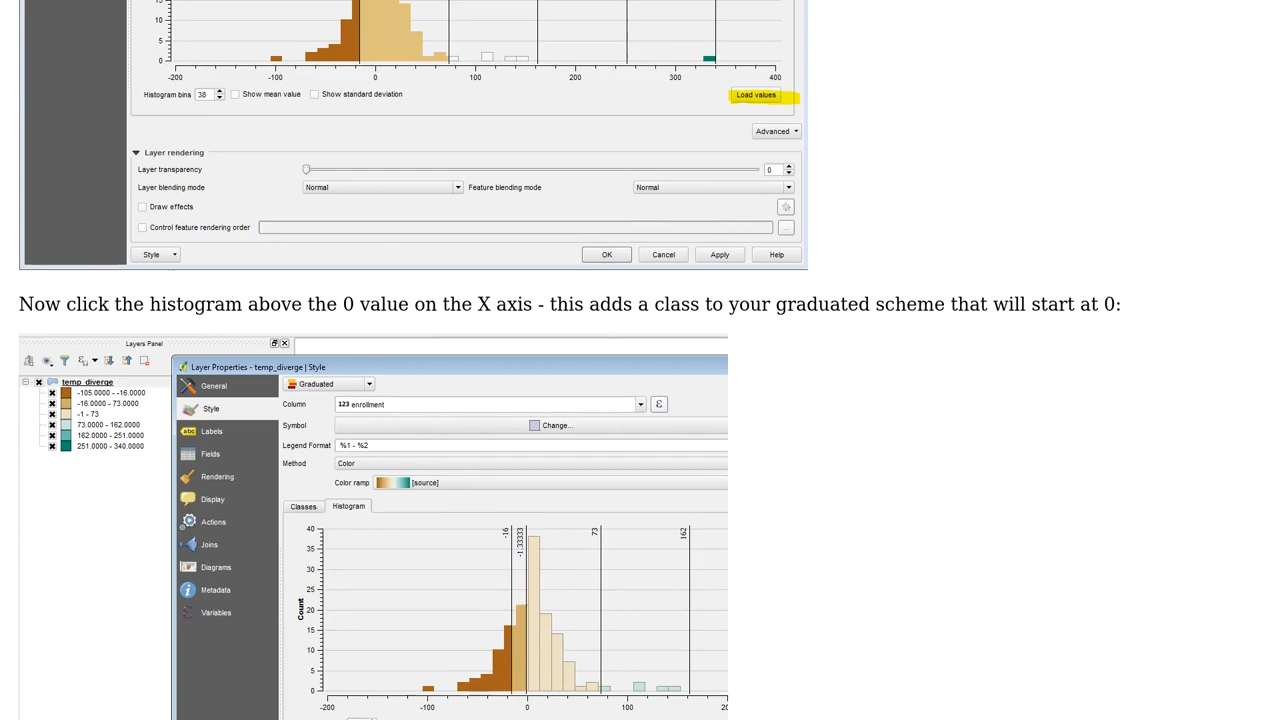 15
10
5
0
-200 -100 0 100 200 300 400
Histogram bins 38 Show mean value Show standard deviation Load values
Advanced
Layer rendering
Layer transparency 0
Layer blending mode Normal Feature blending mode Normal
Draw effects
Control feature rendering order ...
Style OK Cancel Apply Help
Now click the histogram above the 0 value on the X axis - this adds a class to your graduated scheme that will start at 0:
Layers Panel
temp_diverge
-105.0000 - -16.0000
-16.0000 - 73.0000
-1 - 73
73.0000 - 162.0000
162.0000 - 251.0000
251.0000 - 340.0000
Layer Properties - temp_diverge | Style
General
Style
Labels
Fields
Rendering
Display
Actions
Joins
Diagrams
Metadata
Variables
Graduated
Column 123 enrollment ε
Symbol Change...
Legend Format %1 - %2
Method Color
Color ramp [source]
Classes Histogram
-16 -1.33333 73 162
40
35
30
25
20
15
10
5
0
Count
-200 -100 0 100 200